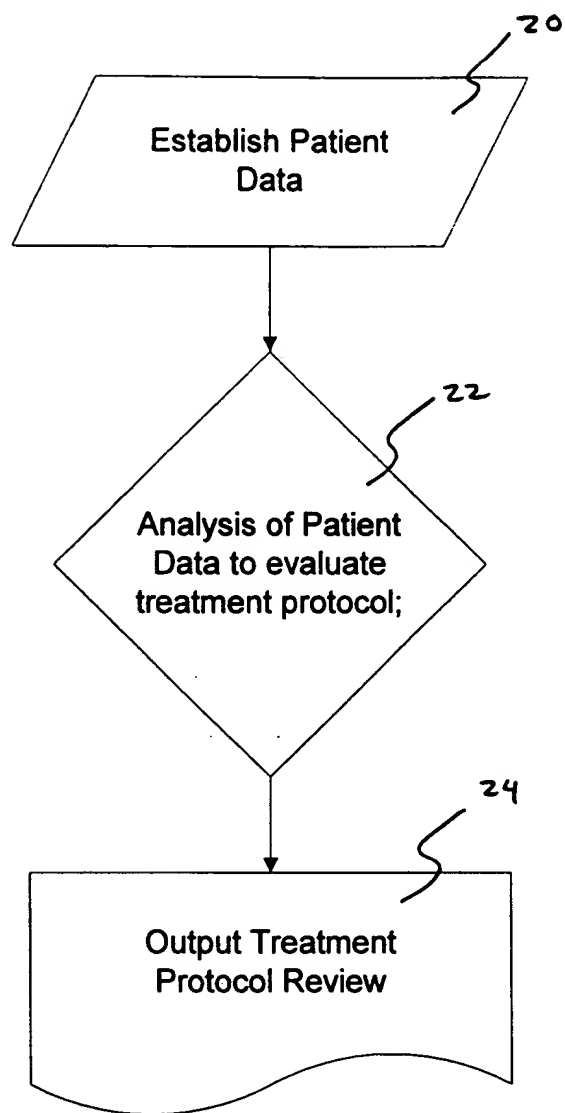 20
Establish Patient
Data
22
Analysis of Patient
Data to evaluate
treatment protocol;
24
Output Treatment
Protocol Review